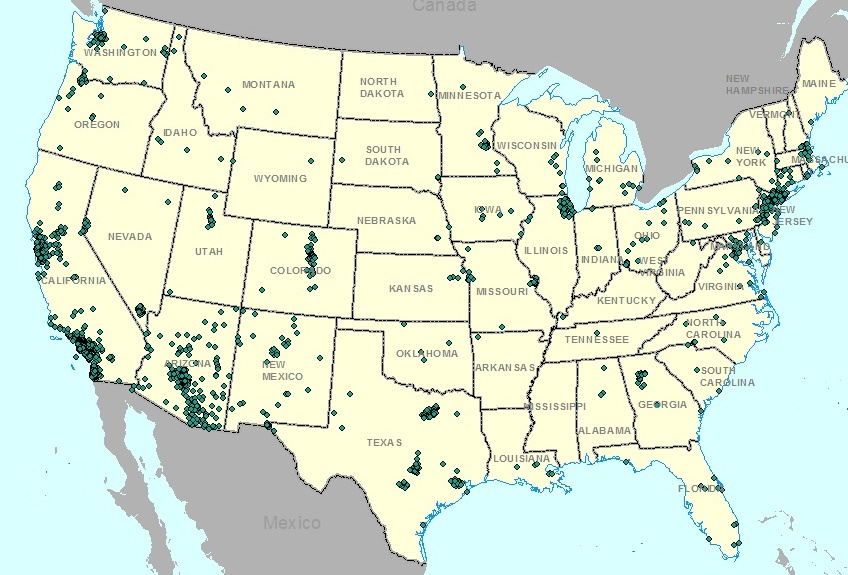 Canada
WASHINGTON
MONTANA
NORTH
DAKOTA
MINNESOTA
NEW
HAMPSHIRE
MAINE
VERMONT
OREGON
IDAHO
SOUTH
DAKOTA
WISCONSIN
MICHIGAN
NEW
YORK
MASSACHU
WYOMING
IOWA
PENNSYLVANIA
NEW
JERSEY
NEBRASKA
NEVADA
UTAH
COLORADO
ILLINOIS
INDIANA
OHIO
MARYLAND
WEST
VIRGINIA
VIRGINIA
CALIFORNIA
KANSAS
MISSOURI
KENTUCKY
ARIZONA
NEW
MEXICO
OKLAHOMA
ARKANSAS
TENNESSEE
NORTH
CAROLINA
SOUTH
CAROLINA
MISSISSIPPI
ALABAMA
GEORGIA
TEXAS
LOUISIANA
FLORIDA
Mexico